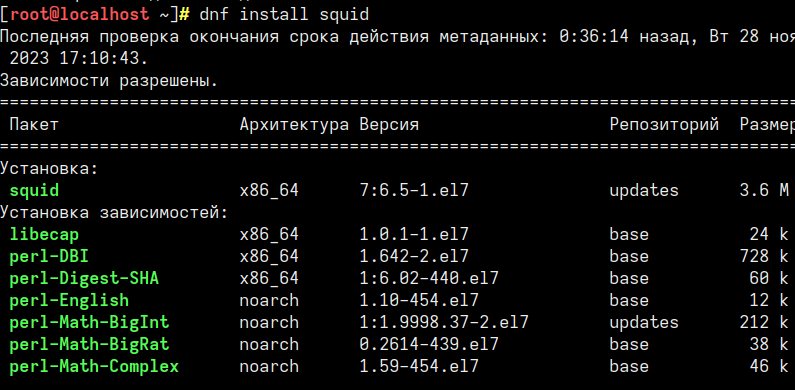 [root@localhost ~]# dnf install squid
Последняя проверка окончания срока действия метаданных: 0:36:14 назад, Вт 28 ноя
2023 17:10:43.
Зависимости разрешены.
================================================================================
Пакет Архитектура Версия Репозиторий Размер
================================================================================
Установка:
squid x86_64 7:6.5-1.el7 updates 3.6 M
Установка зависимостей:
libecap x86_64 1.0.1-1.el7 base 24 k
perl-DBI x86_64 1.642-2.el7 base 728 k
perl-Digest-SHA x86_64 1:6.02-440.el7 base 60 k
perl-English noarch 1.10-454.el7 base 12 k
perl-Math-BigInt noarch 1:1.9998.37-2.el7 updates 212 k
perl-Math-BigRat noarch 0.2614-439.el7 base 38 k
perl-Math-Complex noarch 1.59-454.el7 base 46 k